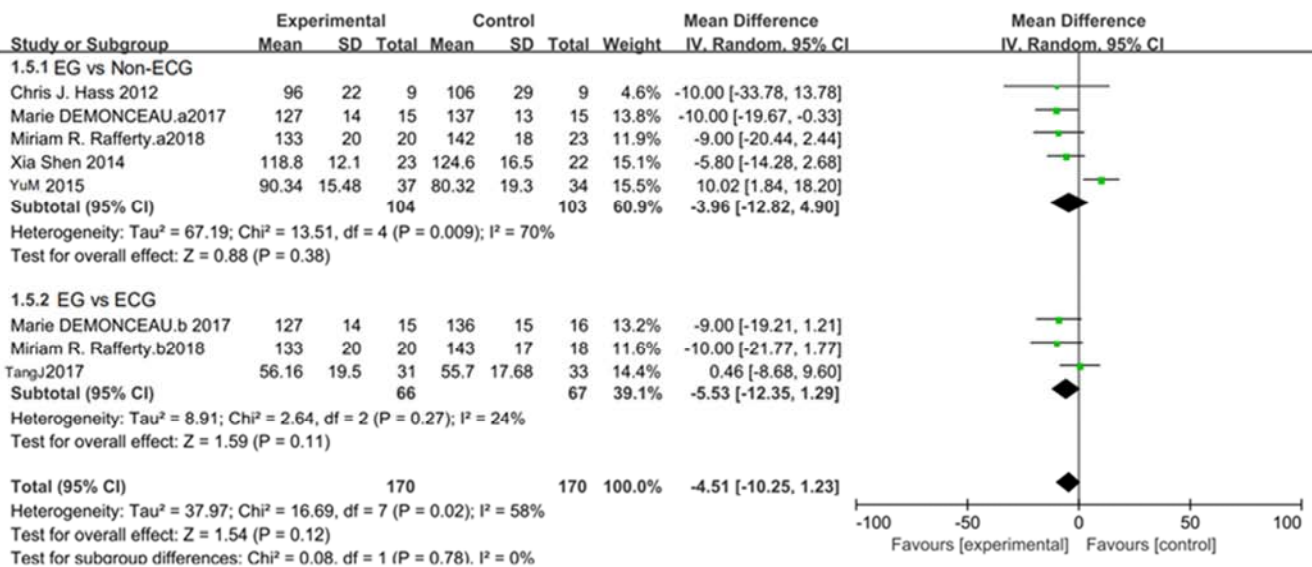 Experimental Control Mean Difference Mean Difference
Study or Subgroup Mean SD Total Mean SD Total Weight IV, Random, 95% CI IV, Random, 95% CI
1.5.1 EG vs Non-ECG
Chris J. Hass 2012 96 22 9 106 29 9 4.6% -10.00 [-33.78, 13.78]
Marie DEMONCEAU.a2017 127 14 15 137 13 15 13.8% -10.00 [-19.67, -0.33]
Miriam R. Rafferty.a2018 133 20 20 142 18 23 11.9% -9.00 [-20.44, 2.44]
Xia Shen 2014 118.8 12.1 23 124.6 16.5 22 15.1% -5.80 [-14.28, 2.68]
YuM 2015 90.34 15.48 37 80.32 19.3 34 15.5% 10.02 [1.84, 18.20]
Subtotal (95% CI) 104 103 60.9% -3.96 [-12.82, 4.90]
Heterogeneity: Tau² = 67.19; Chi² = 13.51, df = 4 (P = 0.009); I² = 70%
Test for overall effect: Z = 0.88 (P = 0.38)
1.5.2 EG vs ECG
Marie DEMONCEAU.b 2017 127 14 15 136 15 16 13.2% -9.00 [-19.21, 1.21]
Miriam R. Rafferty.b2018 133 20 20 143 17 18 11.6% -10.00 [-21.77, 1.77]
TangJ2017 56.16 19.5 31 55.7 17.68 33 14.4% 0.46 [-8.68, 9.60]
Subtotal (95% CI) 66 67 39.1% -5.53 [-12.35, 1.29]
Heterogeneity: Tau² = 8.91; Chi² = 2.64, df = 2 (P = 0.27); I² = 24%
Test for overall effect: Z = 1.59 (P = 0.11)
Total (95% CI) 170 170 100.0% -4.51 [-10.25, 1.23]
Heterogeneity: Tau² = 37.97; Chi² = 16.69, df = 7 (P = 0.02); I² = 58%
Test for overall effect: Z = 1.54 (P = 0.12)
Test for subgroup differences: Chi² = 0.08, df = 1 (P = 0.78), I² = 0%
-100 -50 0 50 100
Favours [experimental] Favours [control]